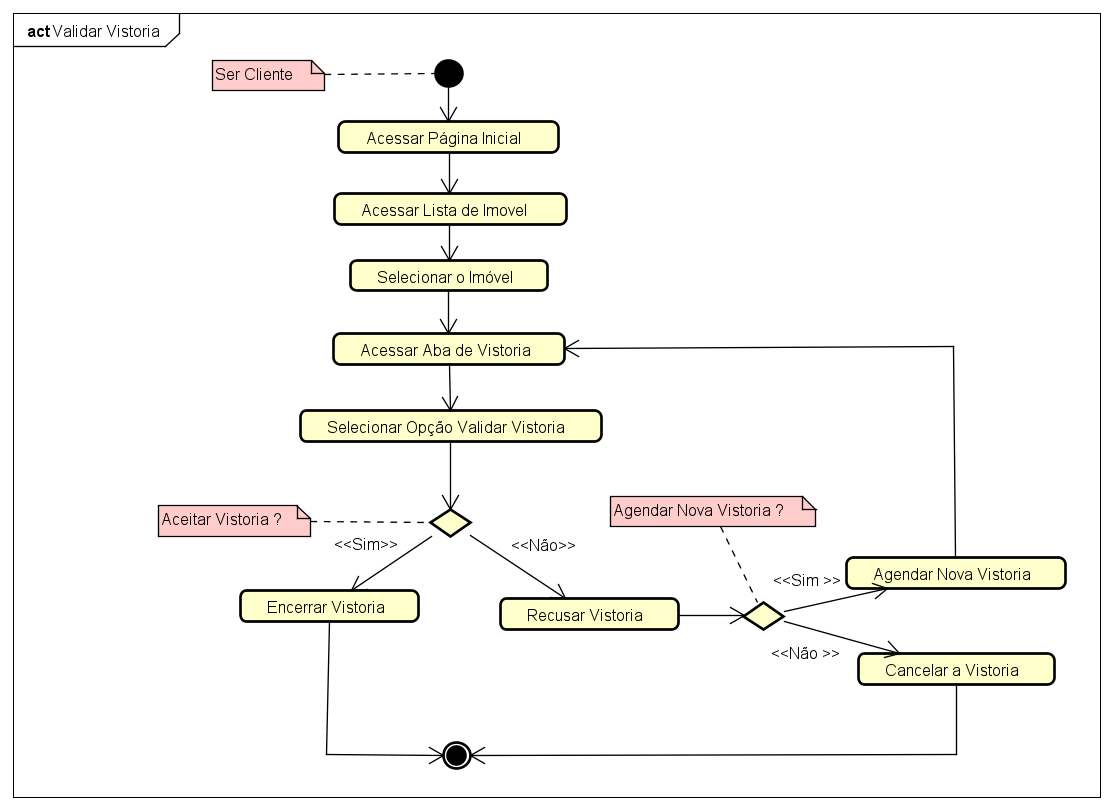 act Validar Vistoria
Ser Cliente
Acessar Página Inicial
Acessar Lista de Imovel
Selecionar o Imóvel
Acessar Aba de Vistoria
Selecionar Opção Validar Vistoria
Aceitar Vistoria ?
Agendar Nova Vistoria ?
<<Sim>>
<<Não>>
<<Sim >>
Agendar Nova Vistoria
Encerrar Vistoria
Recusar Vistoria
<<Não >>
Cancelar a Vistoria